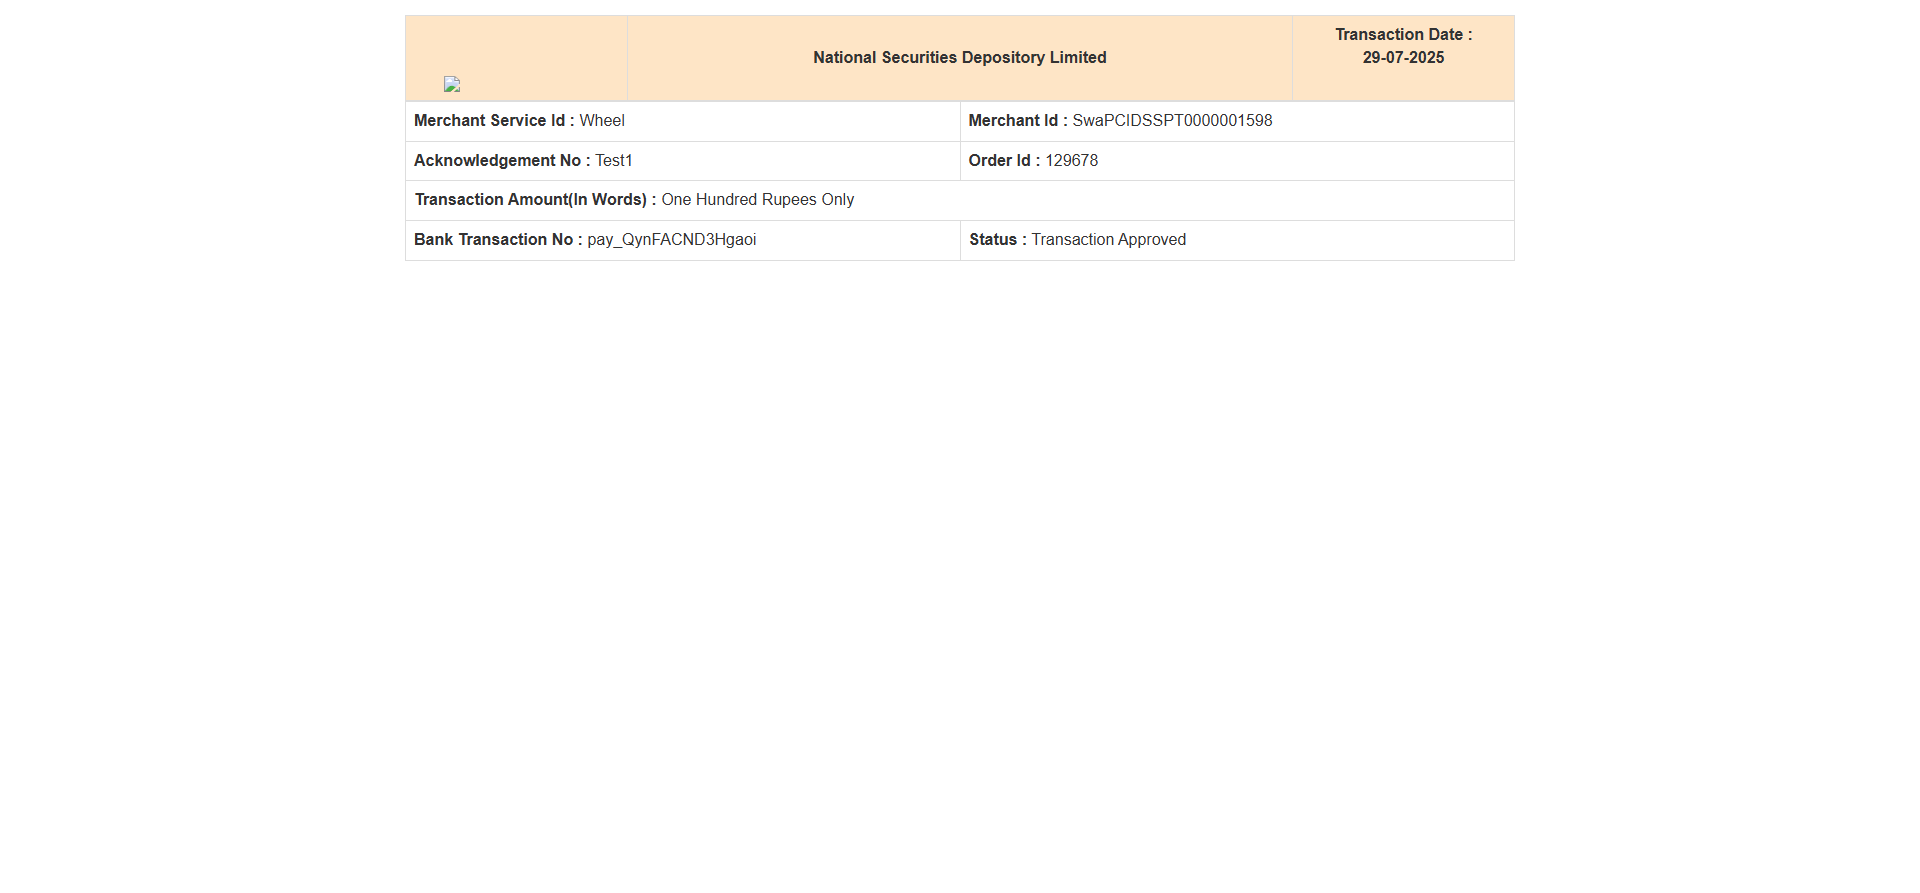 Transaction Date :
National Securities Depository Limited
29-07-2025
Merchant Service Id : Wheel
Merchant Id : SwaPCIDSSPT0000001598
Acknowledgement No : Test1
Order Id : 129678
Transaction Amount(In Words) : One Hundred Rupees Only
Bank Transaction No : pay_QynFACND3Hgaoi
Status : Transaction Approved